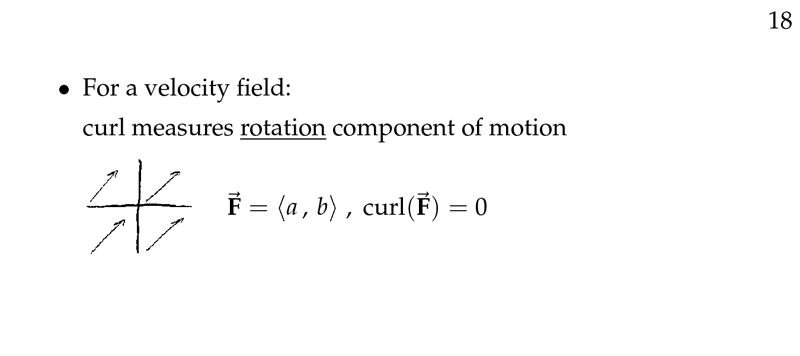 18
• For a velocity field:
curl measures rotation component of motion
$\vec{\mathbf{F}} = \langle a \, , \, b \rangle \ , \ \text{curl}(\vec{\mathbf{F}}) = 0$